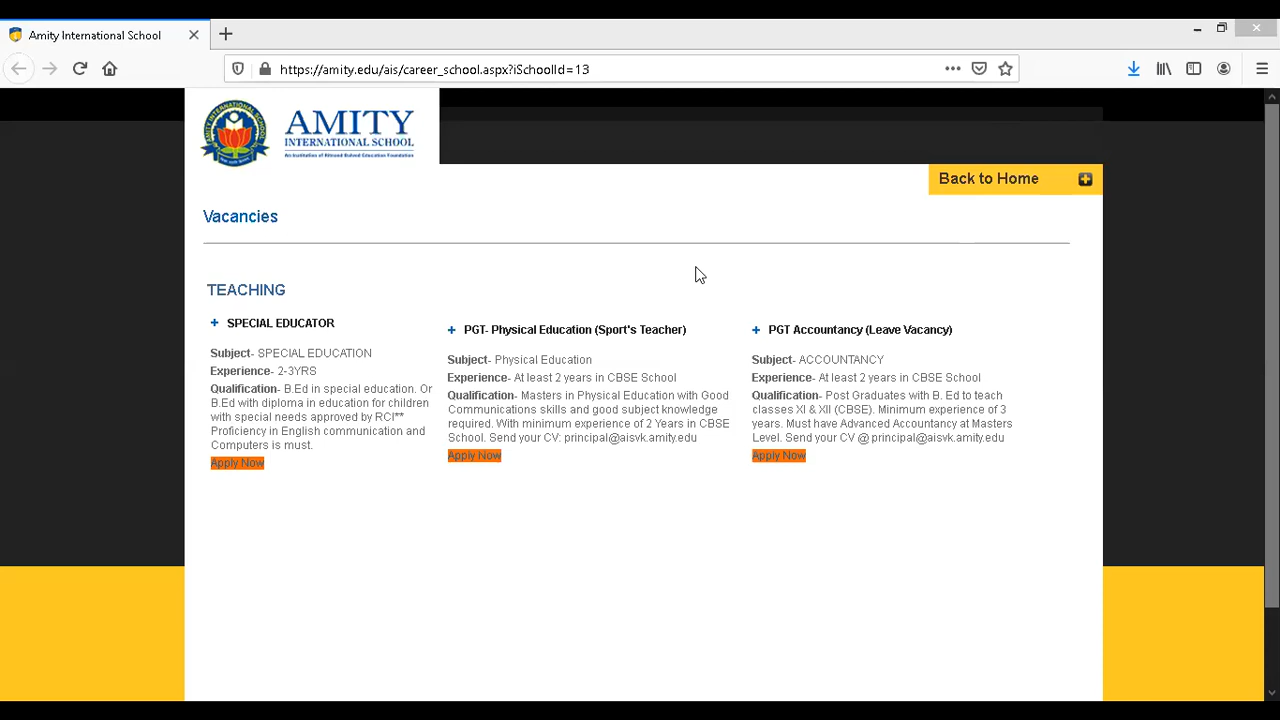 Amity International School
https://amity.edu/ais/career_school.aspx?iSchoolId=13
AMITY
INTERNATIONAL SCHOOL
Back to Home
Vacancies
TEACHING
SPECIAL EDUCATOR
Subject- SPECIAL EDUCATION
Experience- 2-3YRS
Qualification- B.Ed in special education. Or
B.Ed with diploma in education for children
with special needs approved by RCI**
Proficiency in English communication and
Computers is must.
Apply Now
PGT- Physical Education (Sport's Teacher)
Subject- Physical Education
Experience- At least 2 years in CBSE School
Qualification- Masters in Physical Education with Good
Communications skills and good subject knowledge
required. With minimum experience of 2 Years in CBSE
School. Send your CV: principal@aisvk.amity.edu
Apply Now
PGT Accountancy (Leave Vacancy)
Subject- ACCOUNTANCY
Experience- At least 2 years in CBSE School
Qualification- Post Graduates with B. Ed to teach
classes XI & XII (CBSE). Minimum experience of 3
years. Must have Advanced Accountancy at Masters
Level. Send your CV @ principal@aisvk.amity.edu
Apply Now